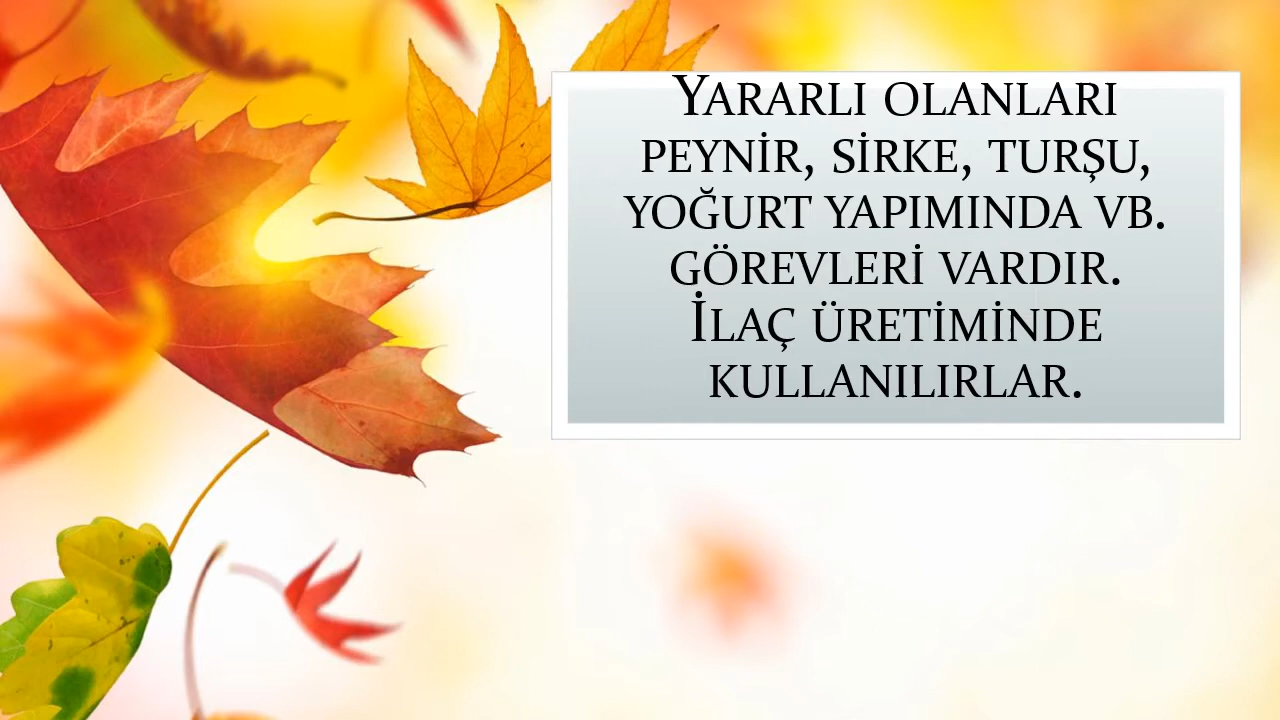 Yararlı olanları
peynir, sirke, turşu,
yoğurt yapımında vb.
görevleri vardır.
İlaç üretiminde
kullanılırlar.